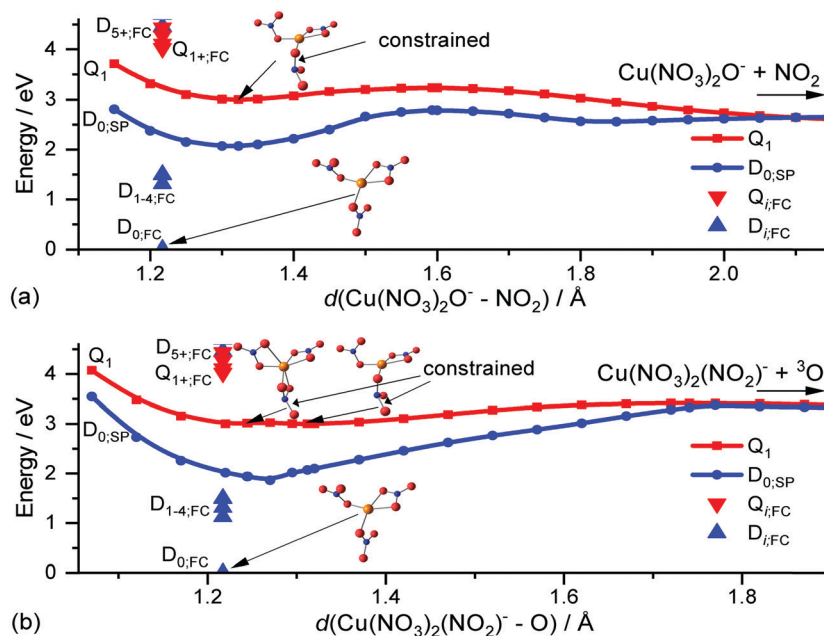 D5+;FC
Q1+;FC
constrained
Cu(NO3)2O- + NO2
Q1
D0;SP
D1-4;FC
D0;FC
Q1
D0;SP
Qi;FC
Di;FC
Energy / eV
4
3
2
1
0
1.2 1.4 1.6 1.8 2.0
(a)
d(Cu(NO3)2O- - NO2) / Å
D5+;FC
Q1+;FC
constrained
Cu(NO3)2(NO2)- + 3O
Q1
D0;SP
D1-4;FC
D0;FC
Q1
D0;SP
Qi;FC
Di;FC
Energy / eV
4
3
2
1
0
1.2 1.4 1.6 1.8
(b)
d(Cu(NO3)2(NO2)- - O) / Å